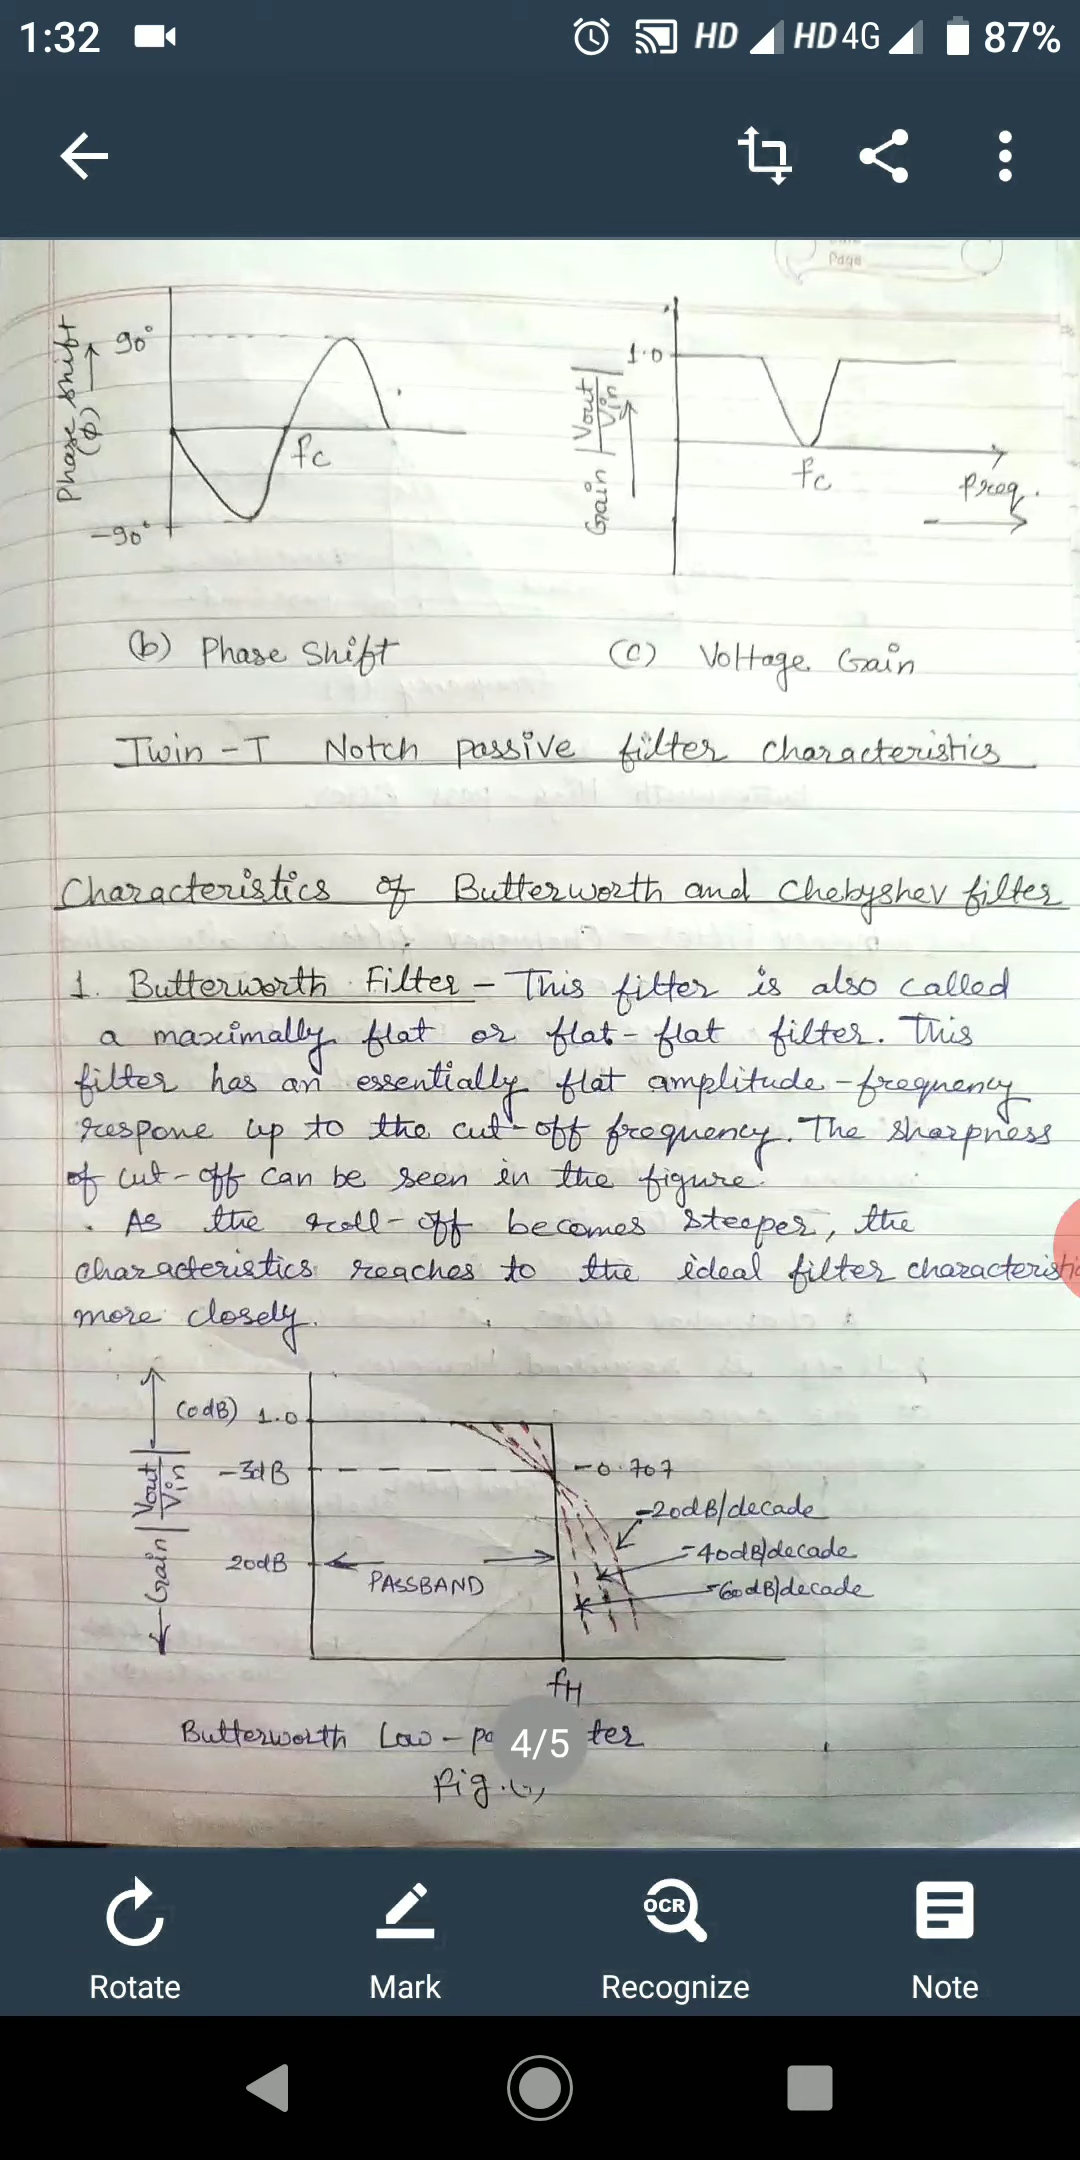 1:32 HD HD 4G 87%
Page
90°
Phase Shift (Φ)
fc
-90°
1.0
Gain |Vout/Vin|
fc
freq.
(b) Phase Shift
(c) Voltage Gain
Twin-T Notch passive filter characteristics
Characteristics of Butterworth and Chebyshev filter
1. Butterworth Filter - This filter is also called
a maximally flat or flat-flat filter. This
filter has an essentially flat amplitude-frequency
respone up to the cut-off frequency. The sharpness
of cut-off can be seen in the figure.
. As the roll-off becomes steeper, the
characteristics reaches to the ideal filter characteristic
more closely.
(0dB) 1.0
-3dB
-0.707
Gain |Vout/Vin|
-20dB/decade
20dB
PASSBAND
-40dB/decade
-60dB/decade
fH
Butterworth Low-pa ter
4/5
Fig.
OCR
Rotate Mark Recognize Note